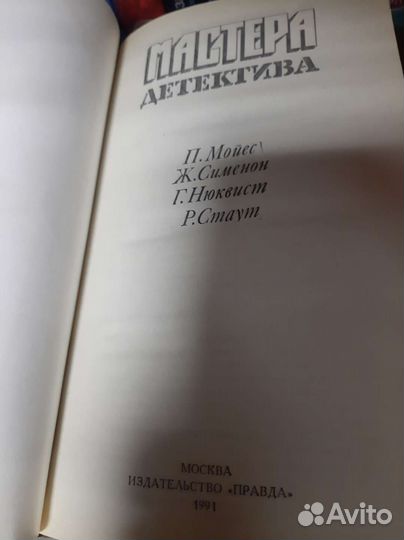 МАСТЕРА
ДЕТЕКТИВА
П. Мойес\
Ж. Сименон
Г. Нюквист
Р. Стаут
МОСКВА
ИЗДАТЕЛЬСТВО «ПРАВДА»
1991
Avito